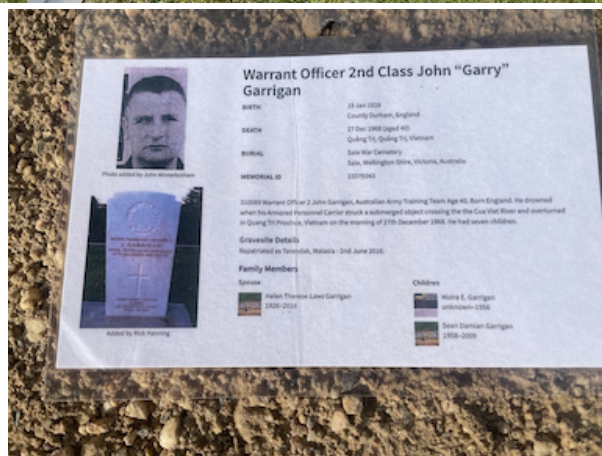 Warrant Officer 2nd Class John “Garry”
Garrigan
BIRTH 19 Jan 1928
County Durham, England
DEATH 27 Dec 1968 (aged 40)
Quảng Trị, Quảng Trị, Vietnam
BURIAL Sale War Cemetery
Sale, Wellington Shire, Victoria, Australia
MEMORIAL ID
Photo added by John Winterbotham
310009 Warrant Officer 2 John Garrigan, Australian Army Training Team Age 40, Born England. He drowned
when his Armored Personnel Carrier struck a submerged object crossing the the Cua Viet River and overturned
in Quang Tri Province, Vietnam on the morning of 27th December 1968. He had seven children.
Gravesite Details
Repatriated ex Terendak, Malasia - 2nd June 2016.
Family Members
Spouse
Helen Therese Laws Garrigan
Children
Moira E. Garrigan
unknown–1956
Sean Damian Garrigan
1958–2009
J. GARRIGAN
Added by Rick Hanning